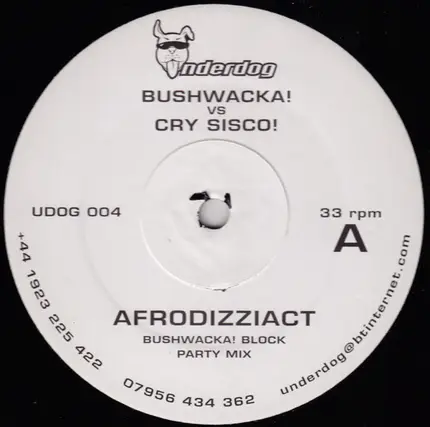 Underdog
BUSHWACKA!
VS
CRY SISCO!
UDOG 004
33 rpm
A
AFRODIZZIACT
BUSHWACKA! BLOCK
PARTY MIX
+44 1923 225 422
07956 434 362
underdog@btinternet.com